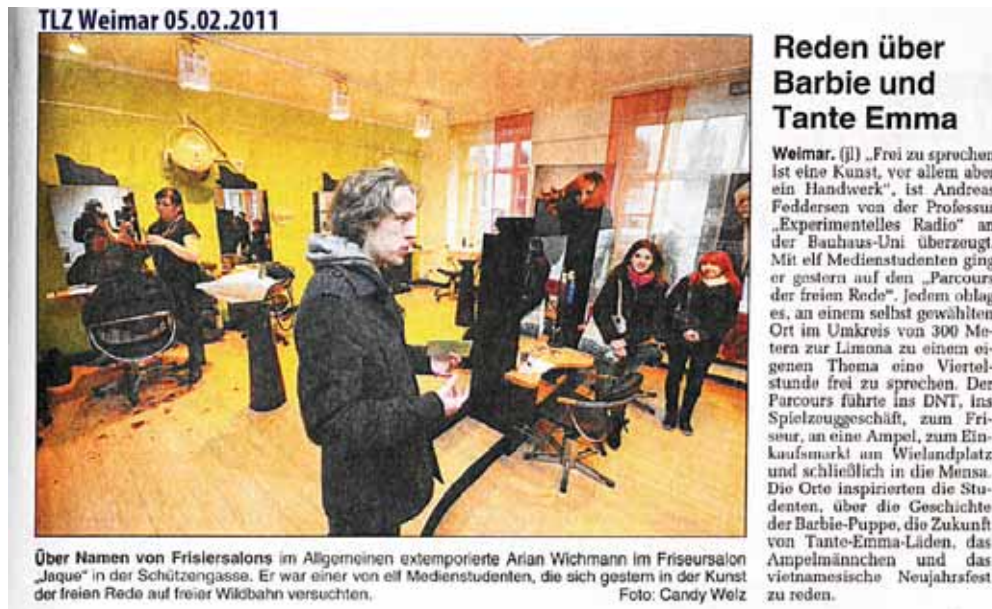 TLZ Weimar 05.02.2011
Über Namen von Frisiersalons im Allgemeinen extemporierte Arian Wichmann im Friseursalon
„Jaque“ in der Schützengasse. Er war einer von elf Medienstudenten, die sich gestern in der Kunst
der freien Rede auf freier Wildbahn versuchten. Foto: Candy Welz
Reden über
Barbie und
Tante Emma
Weimar. (jl) „Frei zu sprechen
ist eine Kunst, vor allem aber
ein Handwerk“, ist Andreas
Feddersen von der Professur
„Experimentelles Radio“ an
der Bauhaus-Uni überzeugt.
Mit elf Medienstudenten ging
er gestern auf den „Parcours
der freien Rede“. Jedem oblag
es, an einem selbst gewählten
Ort im Umkreis von 300 Me-
tern zur Limona zu einem ei-
genen Thema eine Viertel-
stunde frei zu sprechen. Der
Parcours führte ins DNT, ins
Spielzeuggeschäft, zum Fri-
seur, an eine Ampel, zum Ein-
kaufsmarkt am Wielandplatz
und schließlich in die Mensa.
Die Orte inspirierten die Stu-
denten, über die Geschichte
der Barbie-Puppe, die Zukunft
von Tante-Emma-Läden, das
Ampelmännchen und das
vietnamesische Neujahrsfest
zu reden.